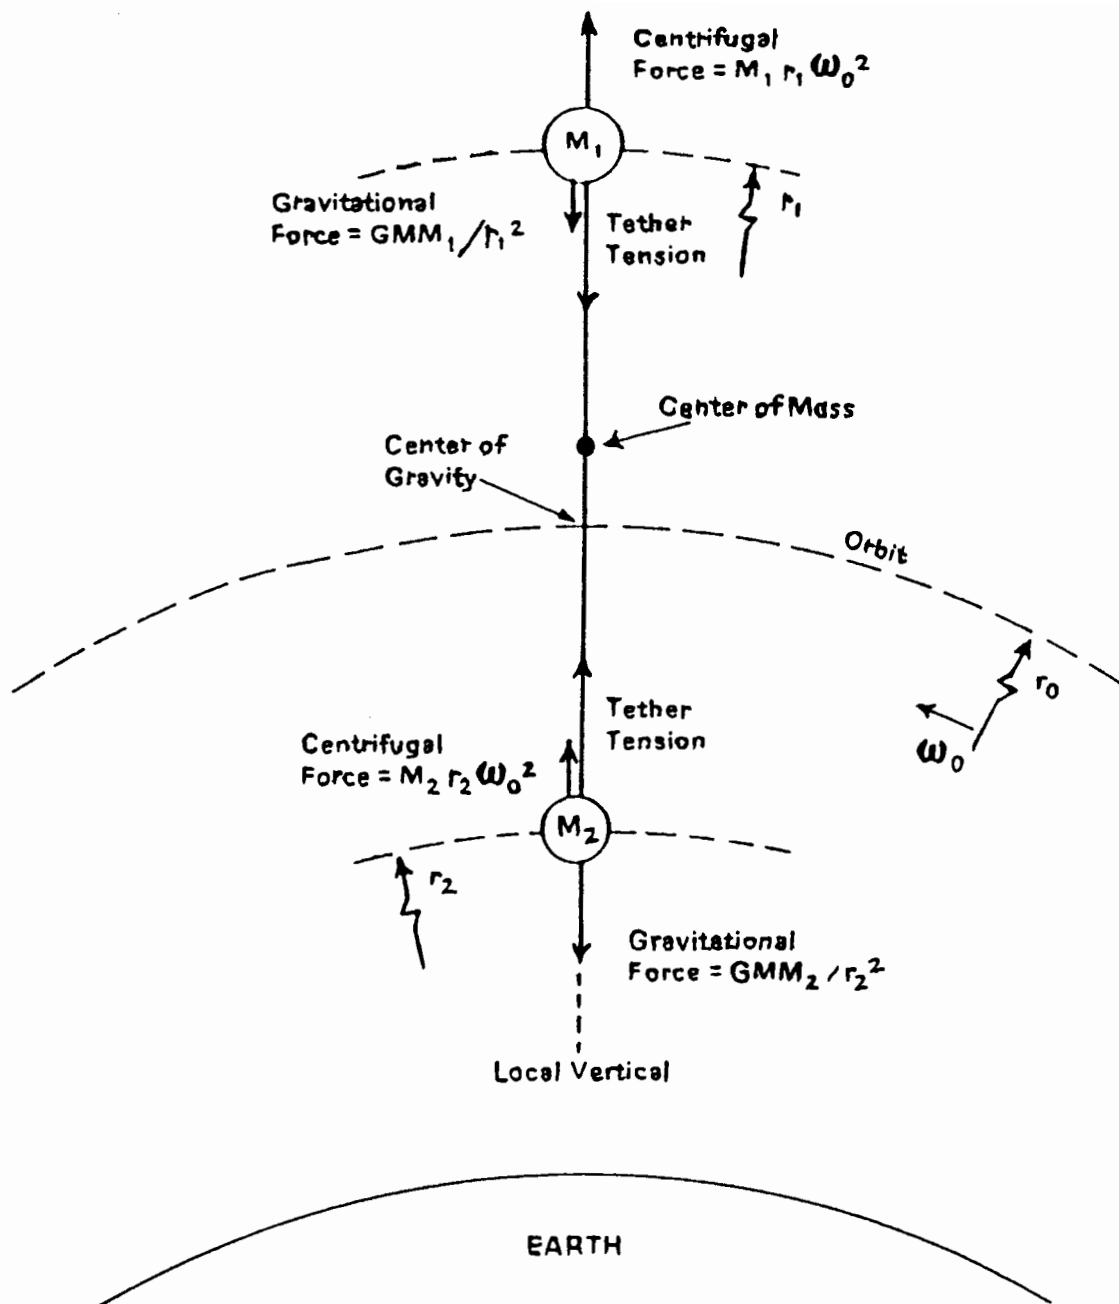 Centrifugal
Force = M₁ r₁ ω₀²
M₁
Gravitational
Force = GMM₁/r₁²
r₁
Tether
Tension
Center of Mass
Center of
Gravity
Orbit
r₀
ω₀
Tether
Tension
Centrifugal
Force = M₂ r₂ ω₀²
M₂
r₂
Gravitational
Force = GMM₂/r₂²
Local Vertical
EARTH